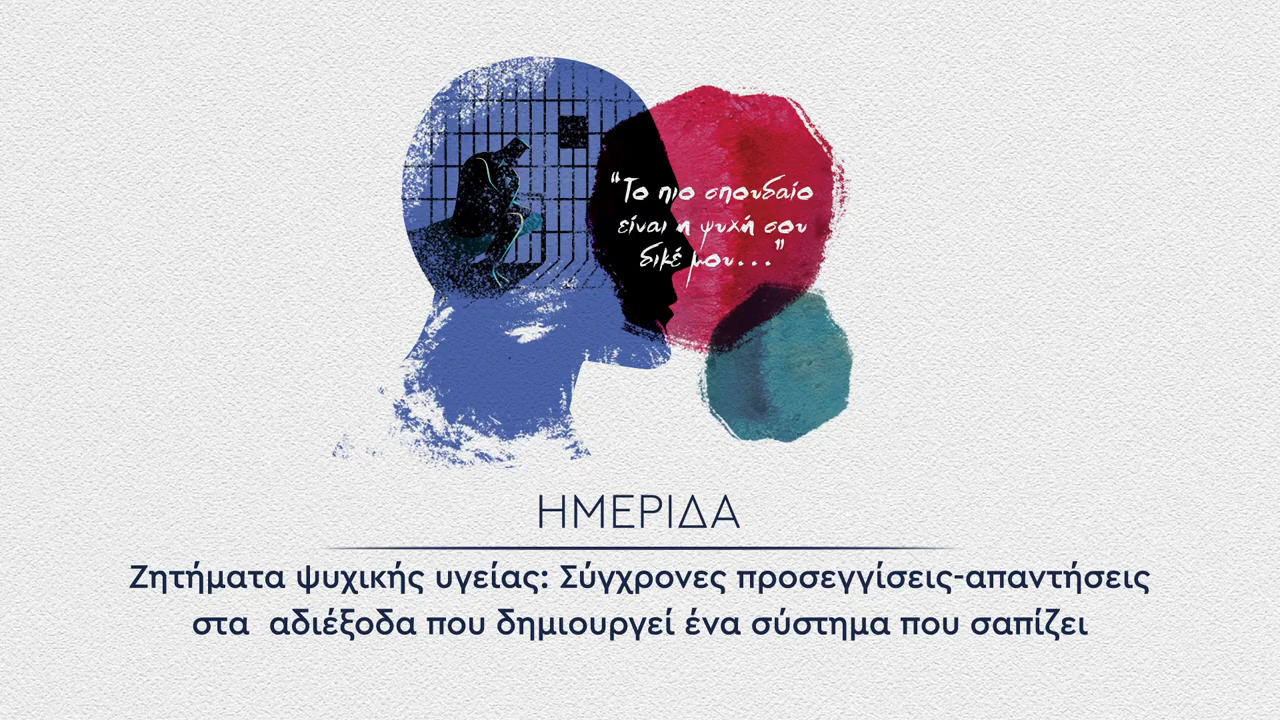 “Το πιο σπουδαίο
είναι η ψυχή σου
δικέ μου...”
ΗΜΕΡΙΔΑ
Ζητήματα ψυχικής υγείας: Σύγχρονες προσεγγίσεις-απαντήσεις
στα αδιέξοδα που δημιουργεί ένα σύστημα που σαπίζει